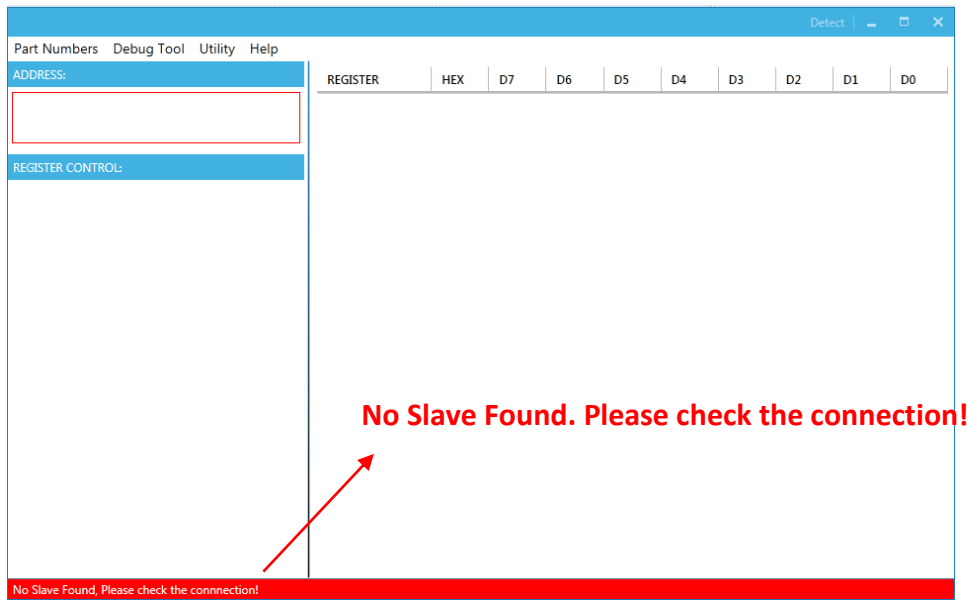 Detect
Part Numbers Debug Tool Utility Help
ADDRESS:
REGISTER HEX D7 D6 D5 D4 D3 D2 D1 D0
REGISTER CONTROL:
No Slave Found. Please check the connection!
No Slave Found, Please check the connnection!